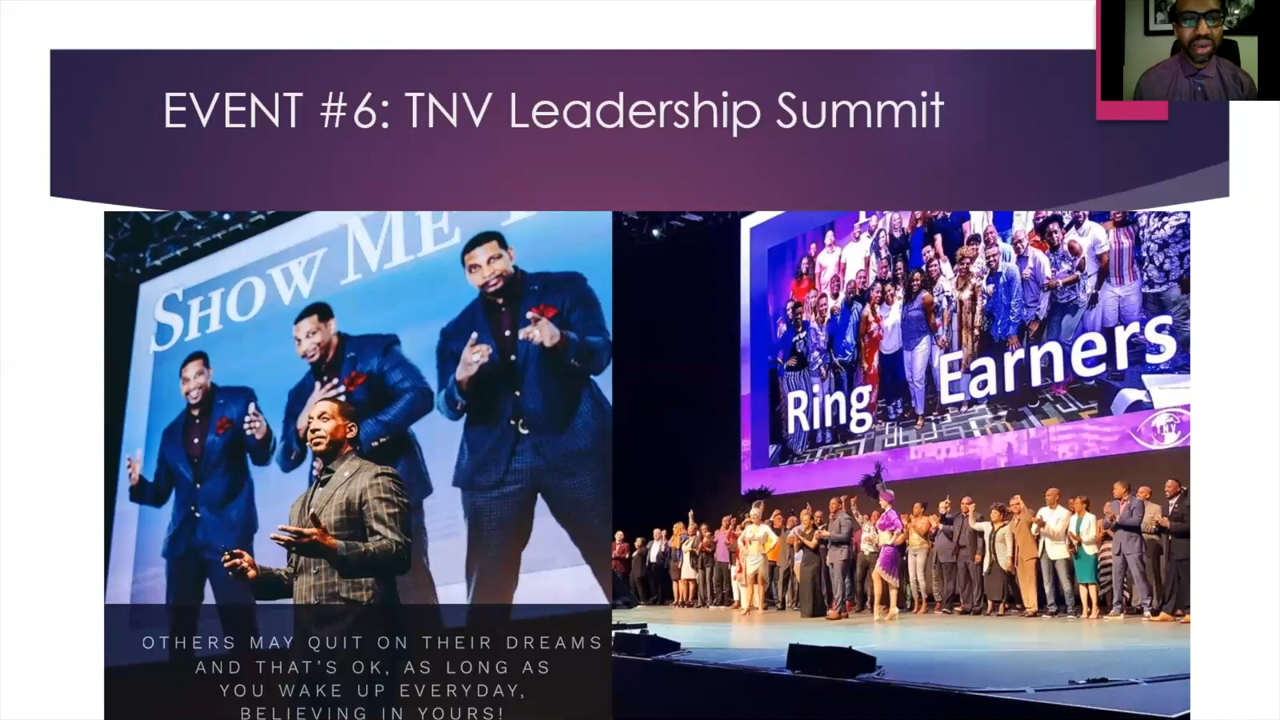 EVENT #6: TNV Leadership Summit
SHOW ME
Ring Earners
OTHERS MAY QUIT ON THEIR DREAMS
AND THAT'S OK, AS LONG AS
YOU WAKE UP EVERYDAY,
BELIEVING IN YOURS!